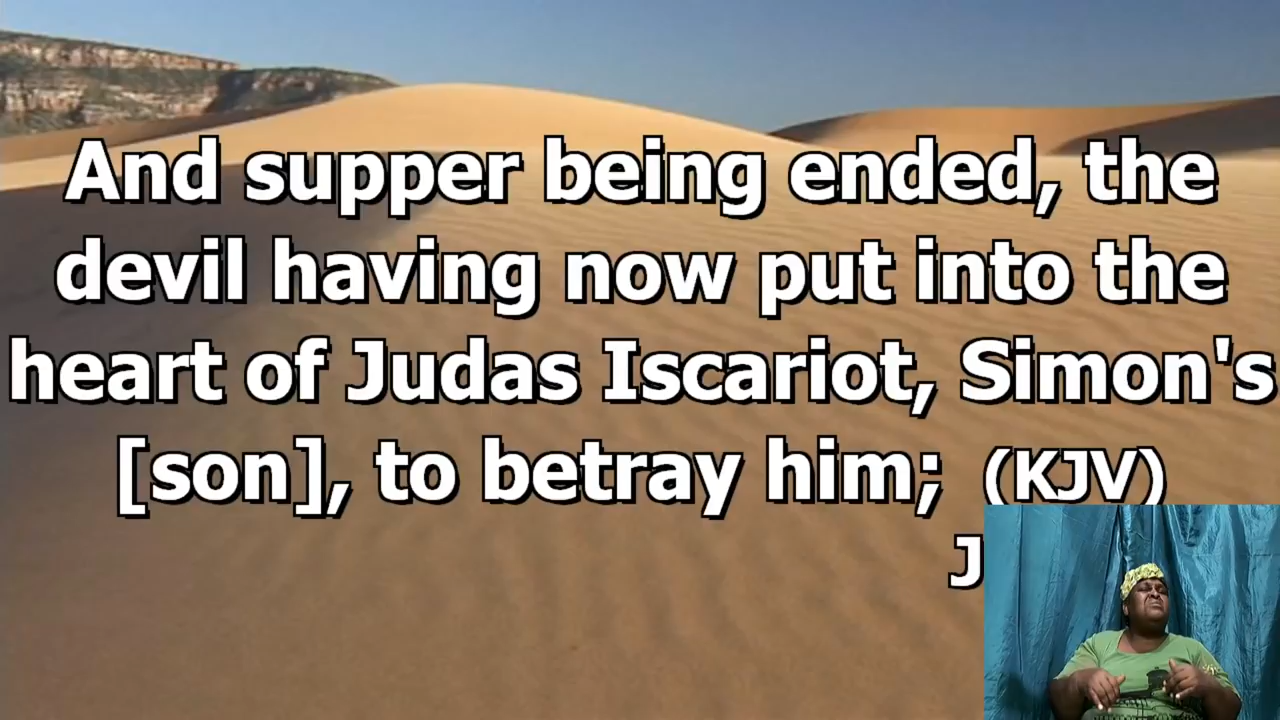 And supper being ended, the
devil having now put into the
heart of Judas Iscariot, Simon's
[son], to betray him; (KJV)
J